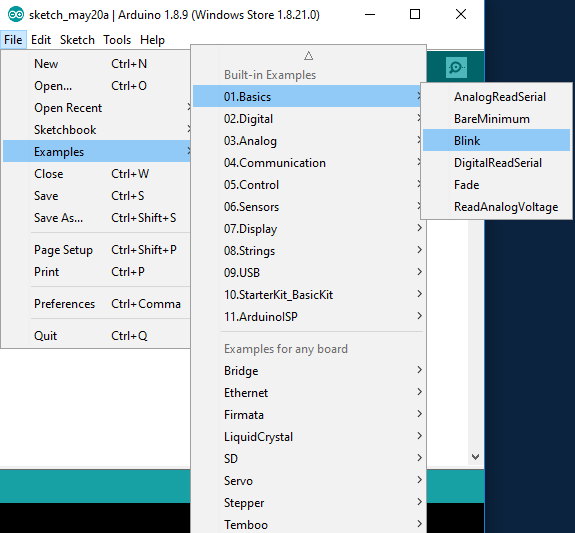 sketch_may20a | Arduino 1.8.9 (Windows Store 1.8.21.0)
File Edit Sketch Tools Help
New Ctrl+N
Open... Ctrl+O
Open Recent
Sketchbook
Examples
Close Ctrl+W
Save Ctrl+S
Save As... Ctrl+Shift+S
Page Setup Ctrl+Shift+P
Print Ctrl+P
Preferences Ctrl+Comma
Quit Ctrl+Q
Built-in Examples
01.Basics
02.Digital
03.Analog
04.Communication
05.Control
06.Sensors
07.Display
08.Strings
09.USB
10.StarterKit_BasicKit
11.ArduinoISP
Examples for any board
Bridge
Ethernet
Firmata
LiquidCrystal
SD
Servo
Stepper
Temboo
AnalogReadSerial
BareMinimum
Blink
DigitalReadSerial
Fade
ReadAnalogVoltage